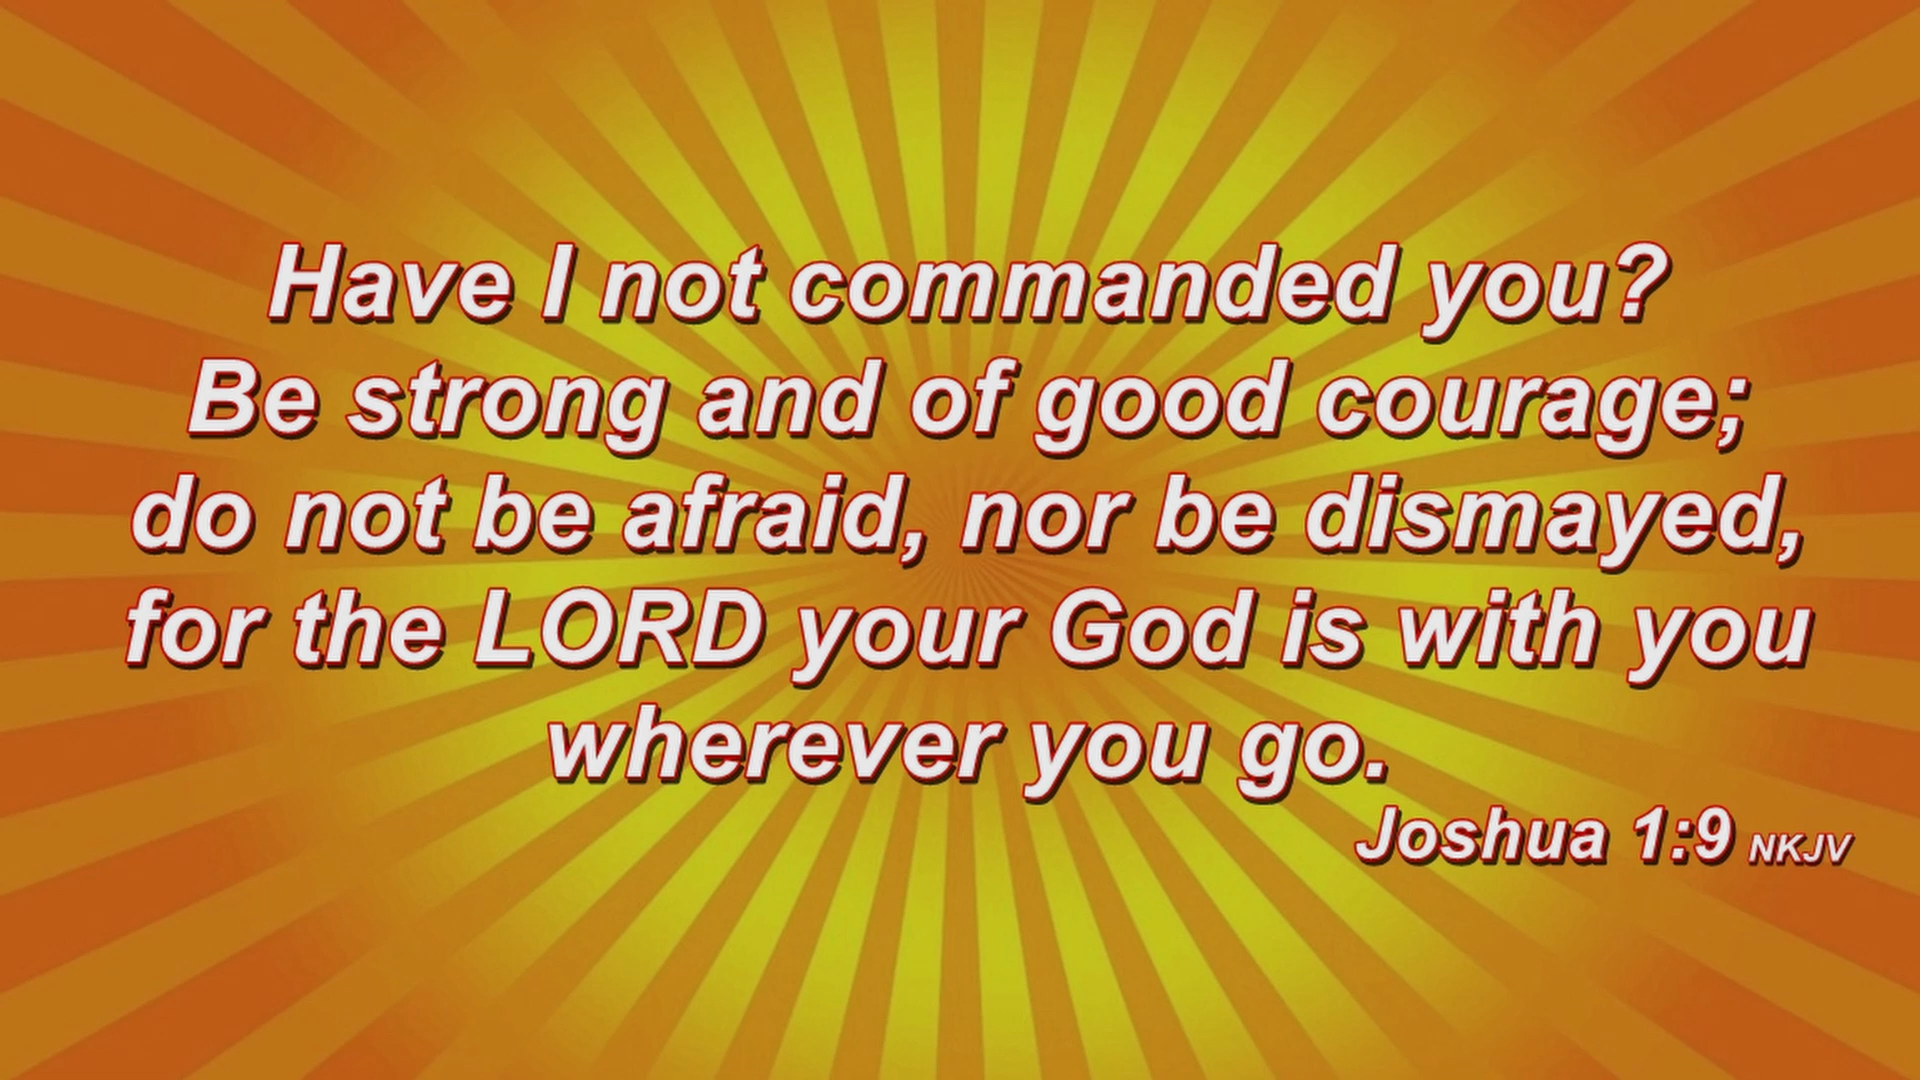 Have I not commanded you?
Be strong and of good courage;
do not be afraid, nor be dismayed,
for the LORD your God is with you
wherever you go.
Joshua 1:9 NKJV